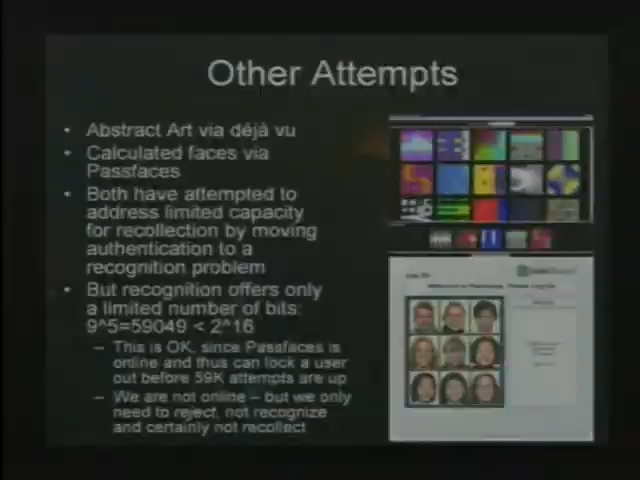 Other Attempts
• Abstract Art via déjà vu
• Calculated faces via
Passfaces
• Both have attempted to
address limited capacity
for recollection by moving
authentication to a
recognition problem
• But recognition offers only
a limited number of bits:
9^5=59049 < 2^16
– This is OK, since Passfaces is
online and thus can lock a user
out before 59K attempts are up
– We are not online – but we only
need to reject, not recognize
and certainly not recollect